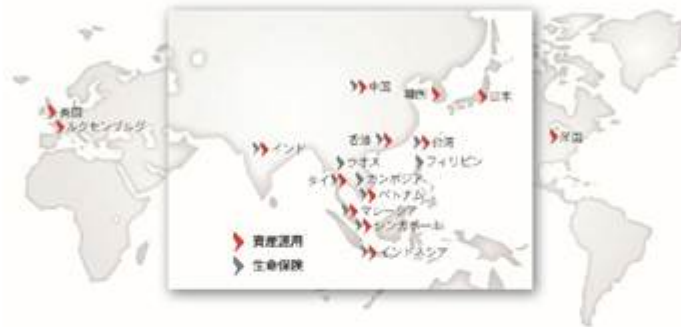 中国
韓国
日本
英国
ルクセンブルグ
香港
台湾
米国
インド
ラオス
フィリピン
タイ
カンボジア
ベトナム
マレーシア
シンガポール
インドネシア
資産運用
生命保険